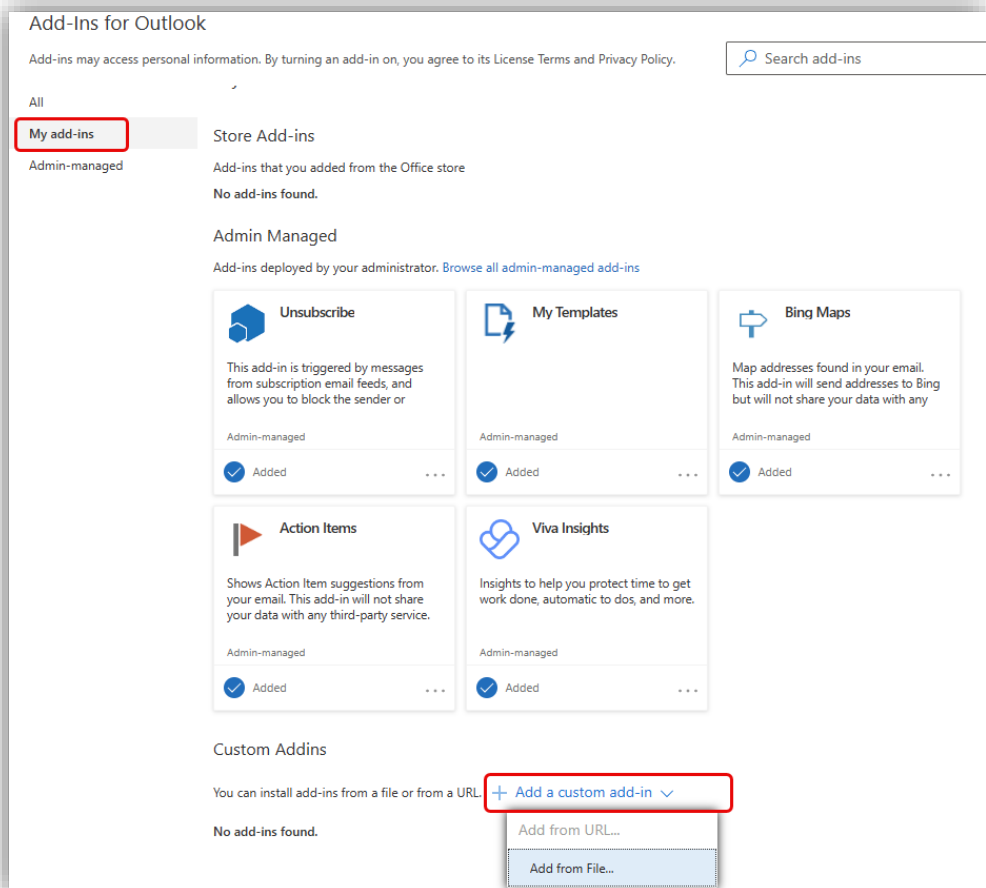 Add-Ins for Outlook
Add-ins may access personal information. By turning an add-in on, you agree to its License Terms and Privacy Policy.
Search add-ins
All
My add-ins
Admin-managed
Store Add-ins
Add-ins that you added from the Office store
No add-ins found.
Admin Managed
Add-ins deployed by your administrator. Browse all admin-managed add-ins
Unsubscribe
This add-in is triggered by messages
from subscription email feeds, and
allows you to block the sender or
Admin-managed
Added
...
My Templates
Admin-managed
Added
...
Bing Maps
Map addresses found in your email.
This add-in will send addresses to Bing
but will not share your data with any
Admin-managed
Added
...
Action Items
Shows Action Item suggestions from
your email. This add-in will not share
your data with any third-party service.
Admin-managed
Added
...
Viva Insights
Insights to help you protect time to get
work done, automatic to dos, and more.
Admin-managed
Added
...
Custom Addins
You can install add-ins from a file or from a URL. + Add a custom add-in
Add from URL...
No add-ins found.
Add from File...